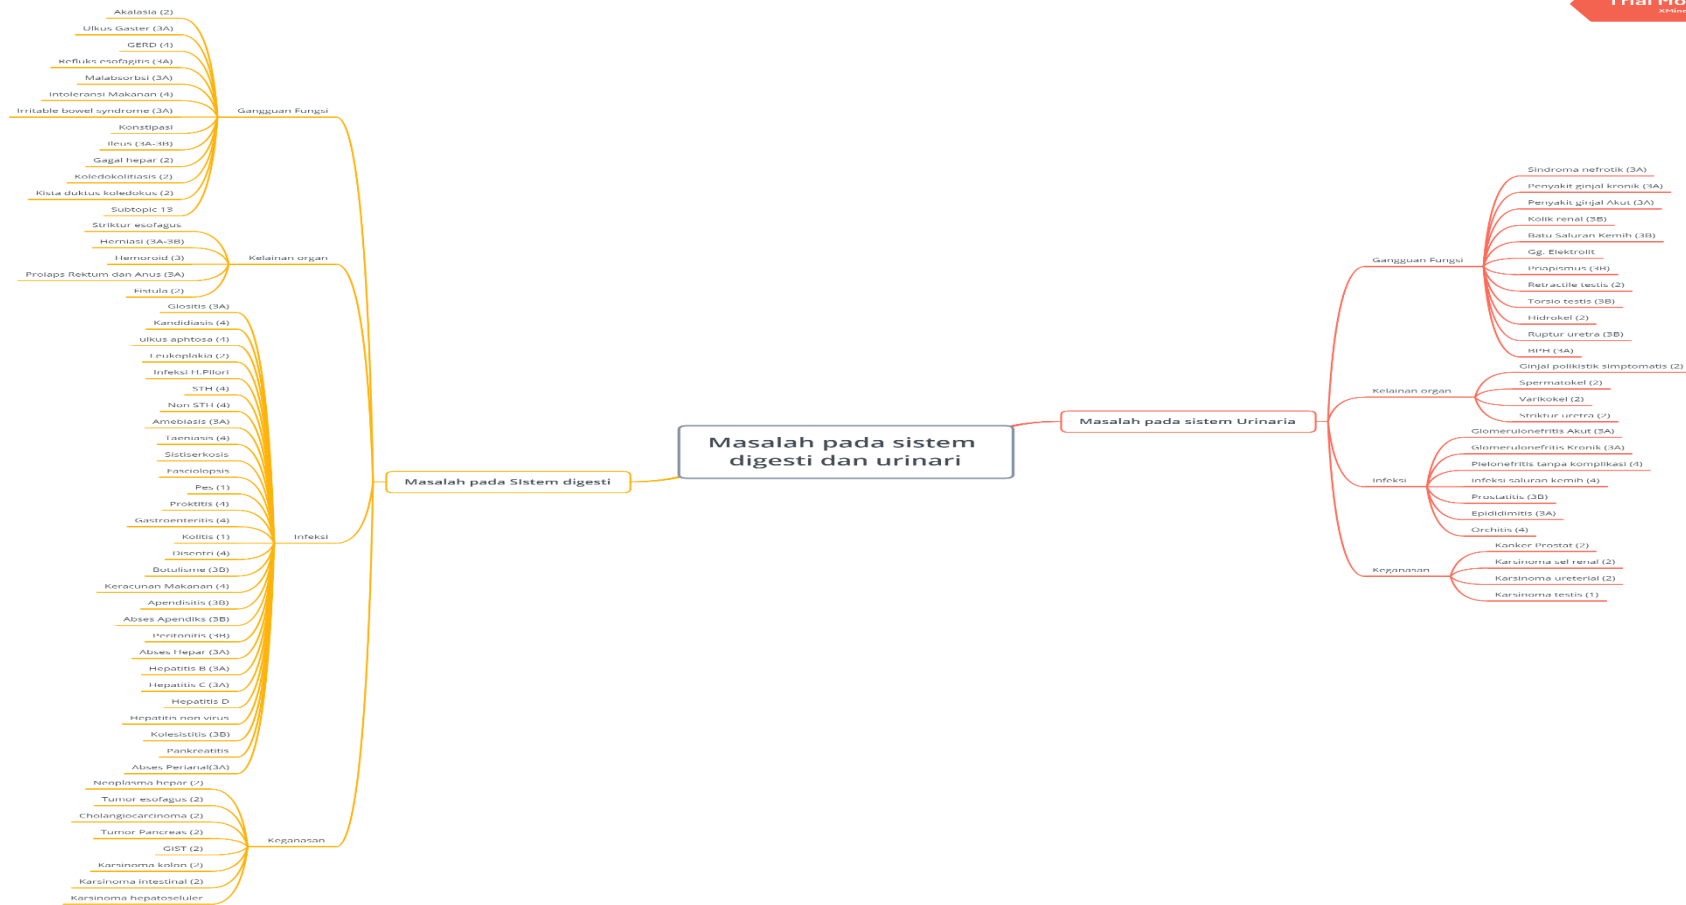 Trial Mo
XMin
Masalah pada sistem
digesti dan urinari
Masalah pada SIstem digesti
Gangguan Fungsi
Akalasia (2)
Ulkus Gaster (3A)
GERD (4)
Refluks esofagitis (3A)
Malabsorbsi (3A)
Intoleransi Makanan (4)
Irritable bowel syndrome (3A)
Konstipasi
Ileus (3A-3B)
Gagal hepar (2)
Koledokolitiasis (2)
Kista duktus koledokus (2)
Subtopic 13
Kelainan organ
Striktur esofagus
Herniasi (3A-3B)
Hemoroid (3)
Prolaps Rektum dan Anus (3A)
Fistula (2)
Infeksi
Glositis (3A)
Kandidiasis (4)
ulkus aphtosa (4)
Leukoplakia (2)
Infeksi H.Pilori
STH (4)
Non STH (4)
Amebiasis (3A)
Taeniasis (4)
Sistiserkosis
Fasciolopsis
Pes (1)
Proktitis (4)
Gastroenteritis (4)
Kolitis (1)
Disentri (4)
Botulisme (3B)
Keracunan Makanan (4)
Apendisitis (3B)
Abses Apendiks (3B)
Peritonitis (3B)
Abses Hepar (3A)
Hepatitis B (3A)
Hepatitis C (3A)
Hepatitis D
Hepatitis non virus
Kolesistitis (3B)
Pankreatitis
Abses Perianal(3A)
Keganasan
Neoplasma hepar (2)
Tumor esofagus (2)
Cholangiocarcinoma (2)
Tumor Pancreas (2)
GIST (2)
Karsinoma kolon (2)
Karsinoma intestinal (2)
Karsinoma hepatoseluler
Masalah pada sistem Urinaria
Gangguan Fungsi
Sindroma nefrotik (3A)
Penyakit ginjal kronik (3A)
Penyakit ginjal Akut (3A)
Kolik renal (3B)
Batu Saluran Kemih (3B)
Gg. Elektrolit
Priapismus (3B)
Retractile testis (2)
Torsio testis (3B)
Hidrokel (2)
Ruptur uretra (3B)
BPH (3A)
Kelainan organ
Ginjal polikistik simptomatis (2)
Spermatokel (2)
Varikokel (2)
Striktur uretra (2)
Infeksi
Glomerulonefritis Akut (3A)
Glomerulonefritis Kronik (3A)
Pielonefritis tanpa komplikasi (4)
Infeksi saluran kemih (4)
Prostatitis (3B)
Epididimitis (3A)
Orchitis (4)
Keganasan
Kanker Prostat (2)
Karsinoma sel renal (2)
Karsinoma ureterial (2)
Karsinoma testis (1)